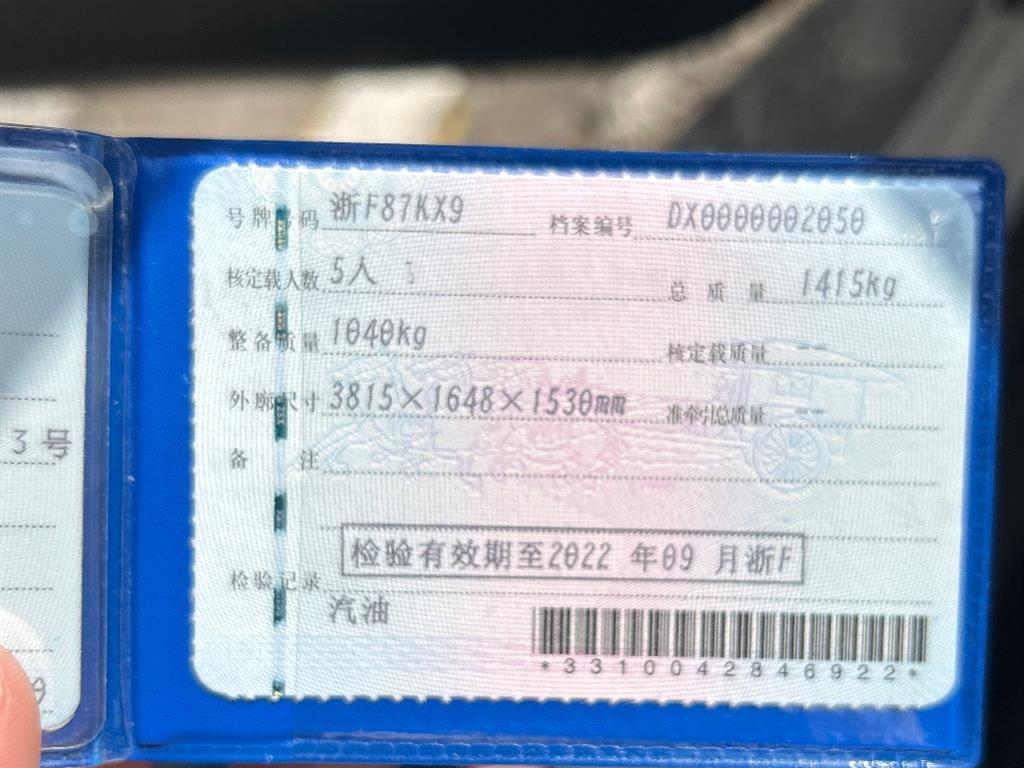 号牌号码 浙F87KX9 档案编号 DX0000002050
核定载人数 5人 总质量 1415kg
整备质量 1040kg 核定载质量 --
外廓尺寸 3815×1648×1530mm 准牵引总质量 --
备注
检验有效期至2022 年09 月浙F
检验记录
汽油
*3310042846922*
3号